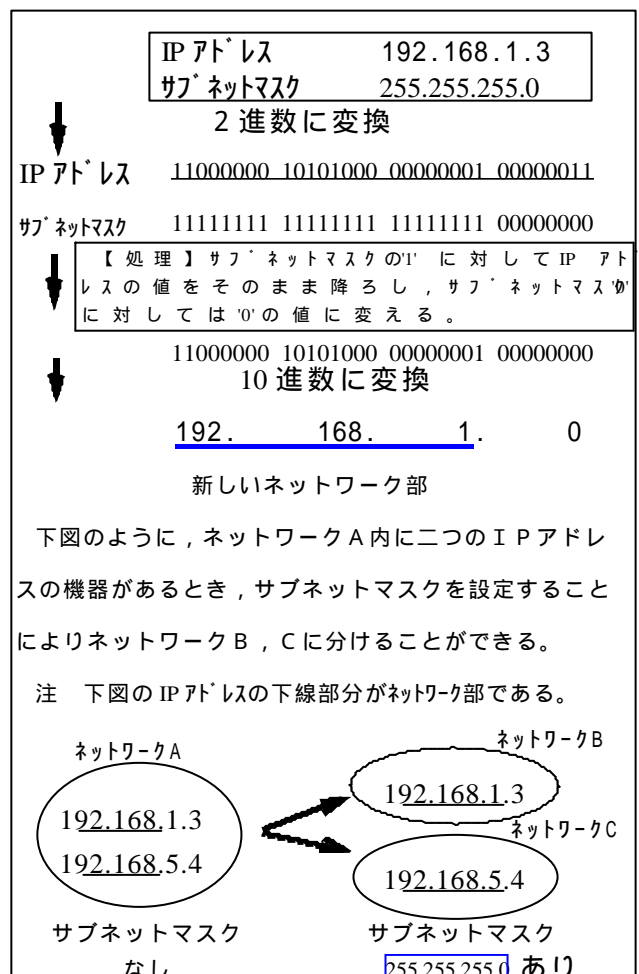 IP ｱﾄﾞﾚｽ 192.168.1.3
ｻﾌﾞﾈｯﾄﾏｽｸ 255.255.255.0
2進数に変換
IP ｱﾄﾞﾚｽ 11000000 10101000 00000001 00000011
ｻﾌﾞﾈｯﾄﾏｽｸ 11111111 11111111 11111111 00000000
【処理】ｻﾌﾞﾈｯﾄﾏｽｸの'1' に対してIP ｱﾄﾞ
ﾚｽの値をそのまま降ろし，ｻﾌﾞﾈｯﾄﾏｽｸの'0'
に対しては'0'の値に変える。
11000000 10101000 00000001 00000000
10進数に変換
192. 168. 1. 0
新しいネットワーク部
下図のように，ネットワークＡ内に二つのＩＰアドレ
スの機器があるとき，サブネットマスクを設定すること
によりネットワークＢ，Ｃに分けることができる。
注 下図のIPｱﾄﾞﾚｽの下線部分がﾈｯﾄﾜｰｸ部である。
ﾈｯﾄﾜｰｸA
192.168.1.3
192.168.5.4
サブネットマスク
なし
ﾈｯﾄﾜｰｸB
192.168.1.3
ﾈｯﾄﾜｰｸC
192.168.5.4
サブネットマスク
255.255.255.0 あり